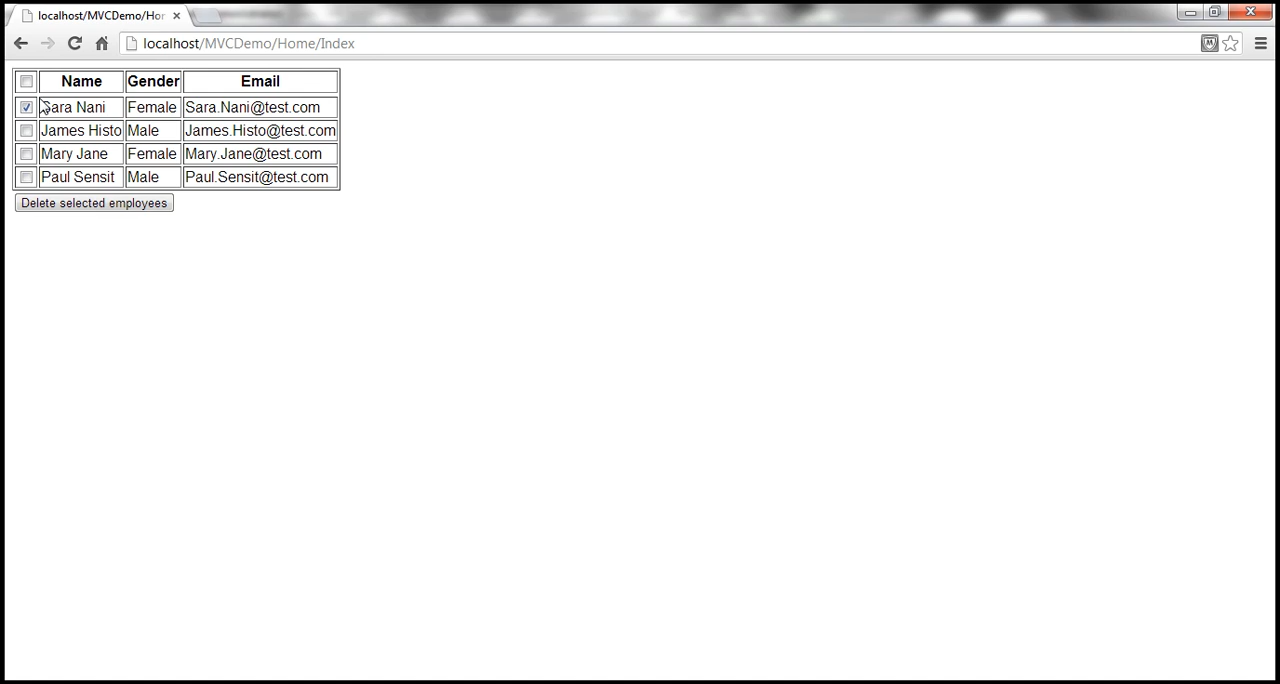 localhost/MVCDemo/Hor
localhost/MVCDemo/Home/Index
Name Gender Email
Sara Nani Female Sara.Nani@test.com
James Histo Male James.Histo@test.com
Mary Jane Female Mary.Jane@test.com
Paul Sensit Male Paul.Sensit@test.com
Delete selected employees